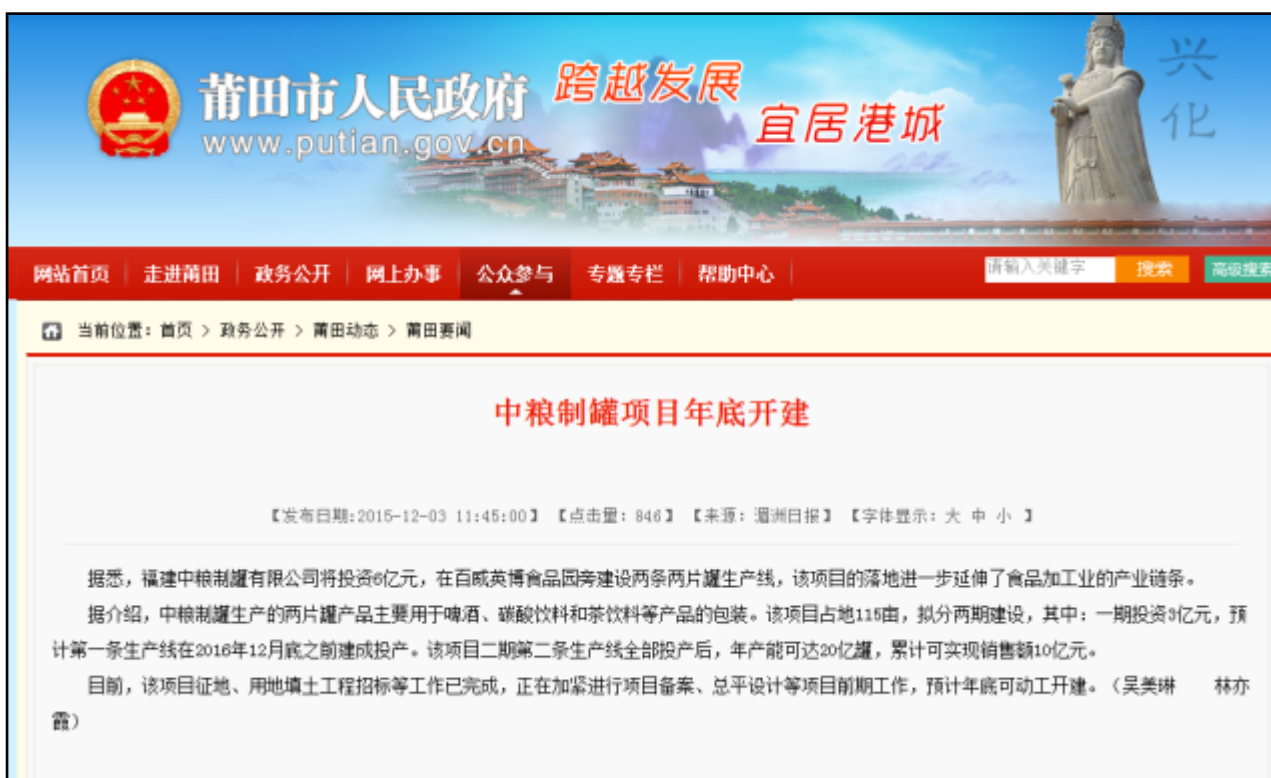 莆田市人民政府
www.putian.gov.cn
跨越发展
宜居港城
兴化
网站首页 走进莆田 政务公开 网上办事 公众参与 专题专栏 帮助中心 请输入关键字 搜索 高级搜索
当前位置：首页 > 政务公开 > 莆田动态 > 莆田要闻
中粮制罐项目年底开建
【发布日期:2015-12-03 11:45:00】 【点击量：846】 【来源：湄洲日报】 【字体显示：大 中 小 】
据悉，福建中粮制罐有限公司将投资6亿元，在百威英博食品园旁建设两条两片罐生产线，该项目的落地进一步延伸了食品加工业的产业链条。
据介绍，中粮制罐生产的两片罐产品主要用于啤酒、碳酸饮料和茶饮料等产品的包装。该项目占地115亩，拟分两期建设，其中：一期投资3亿元，预
计第一条生产线在2016年12月底之前建成投产。该项目二期第二条生产线全部投产后，年产能可达20亿罐，累计可实现销售额10亿元。
目前，该项目征地、用地填土工程招标等工作已完成，正在加紧进行项目备案、总平设计等项目前期工作，预计年底可动工开建。（吴美琳 林亦
霞）